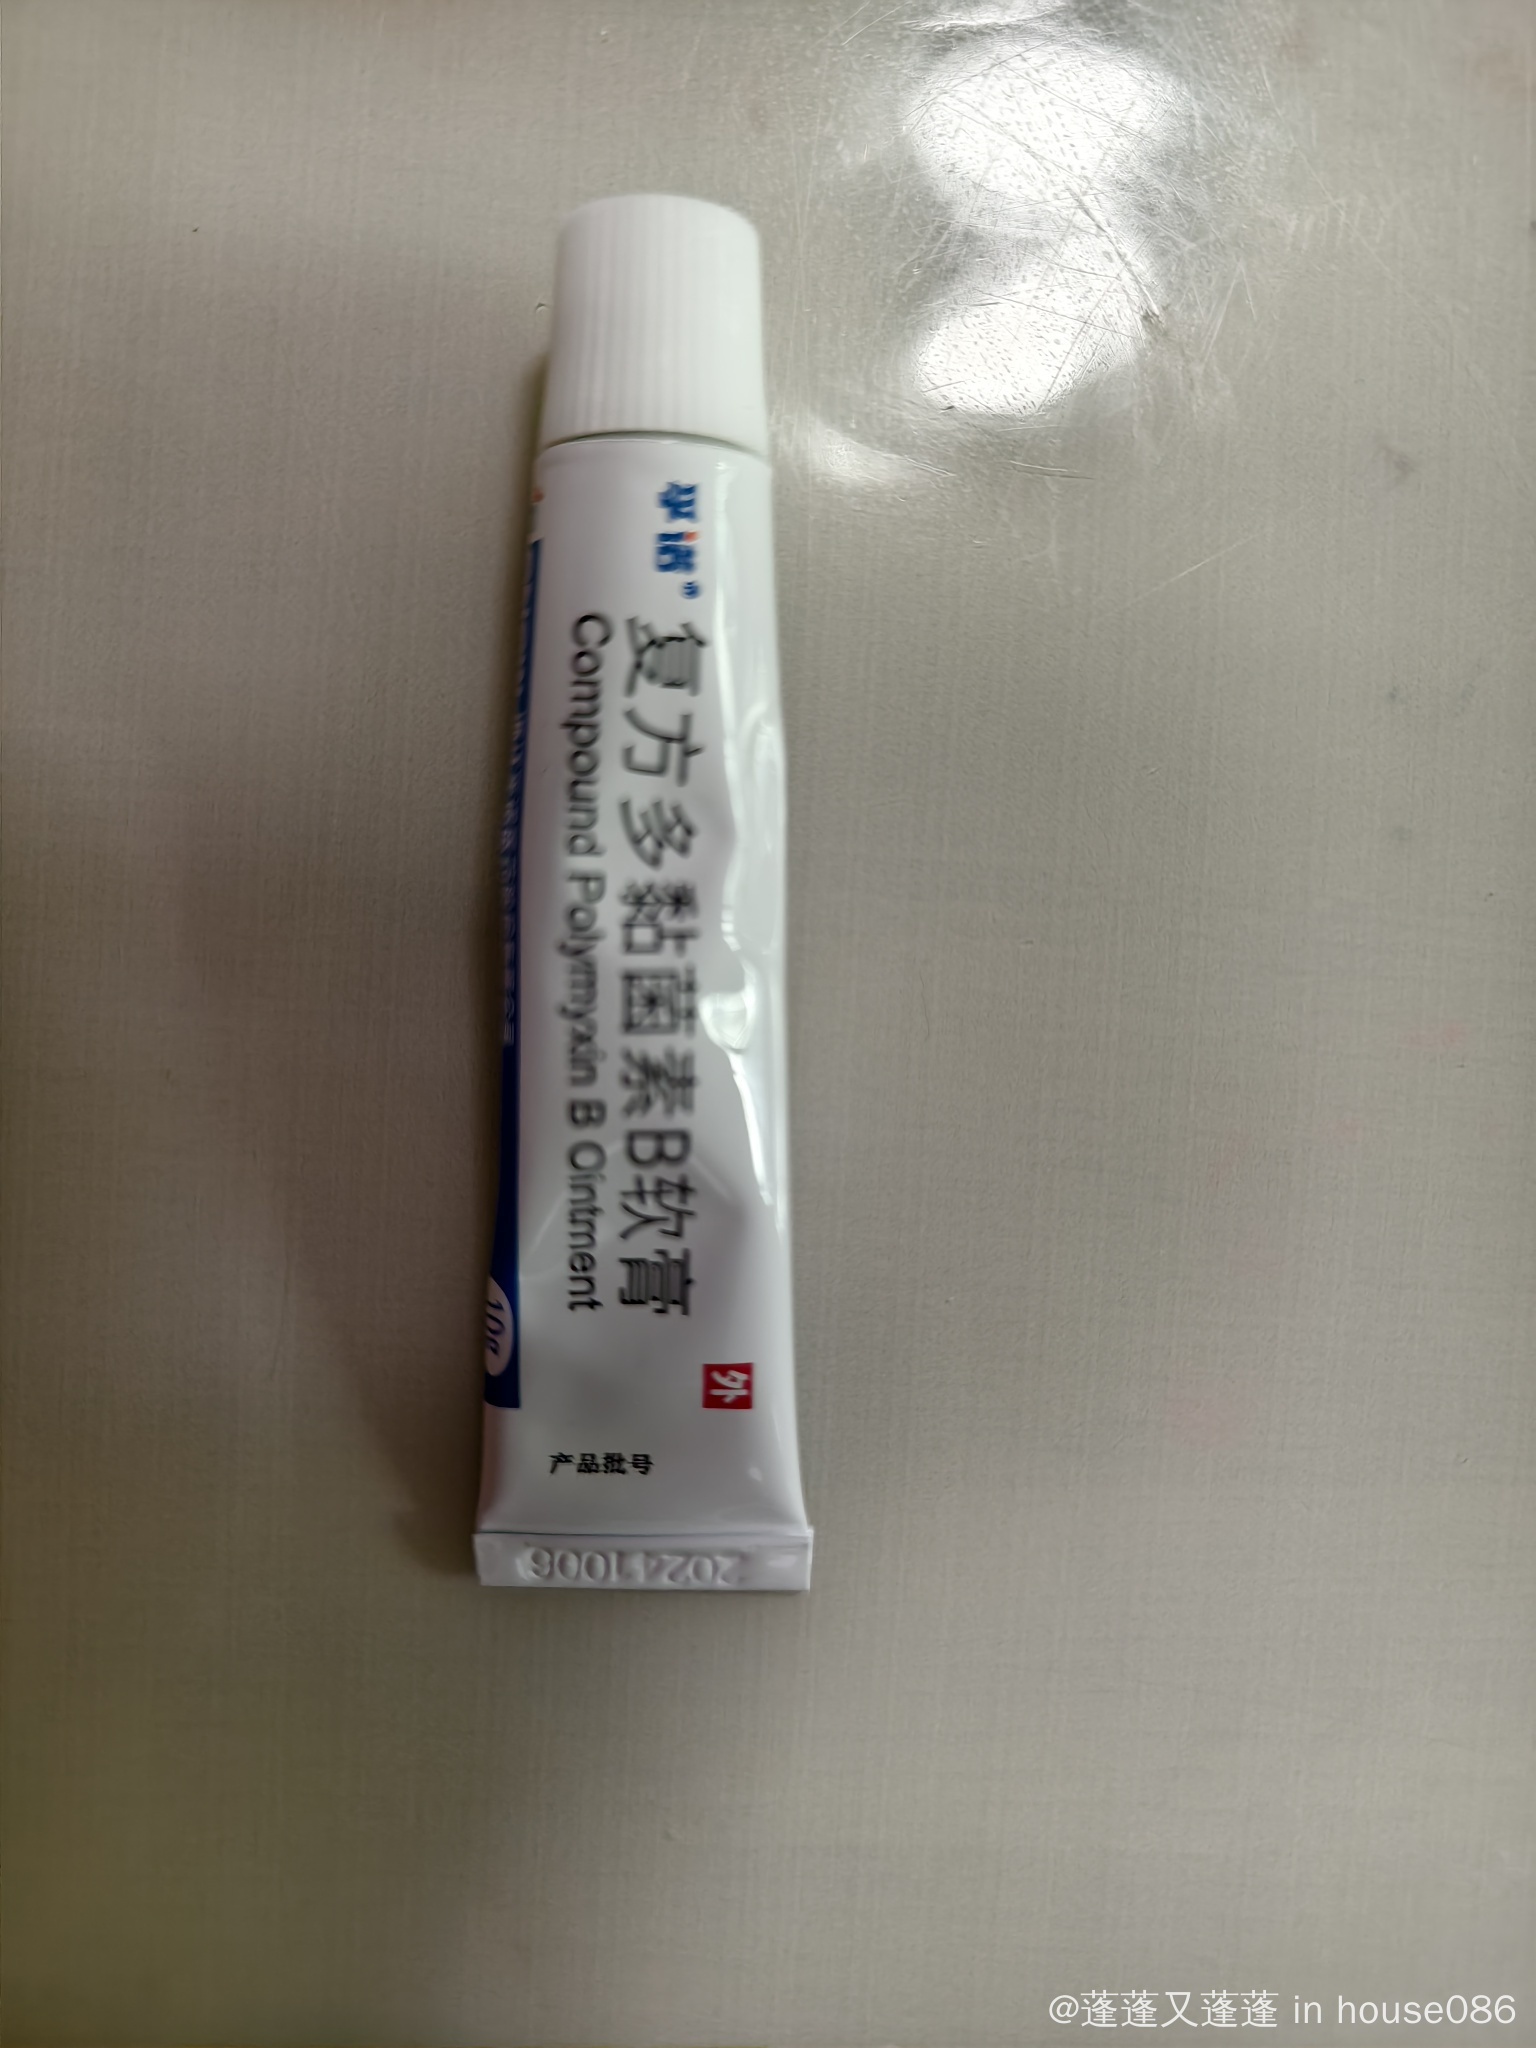 孚诺®
复方多黏菌素B软膏
Compound Polymyxin B Ointment
外
10g
产品批号
20241006
@蓬蓬又蓬蓬 in house086